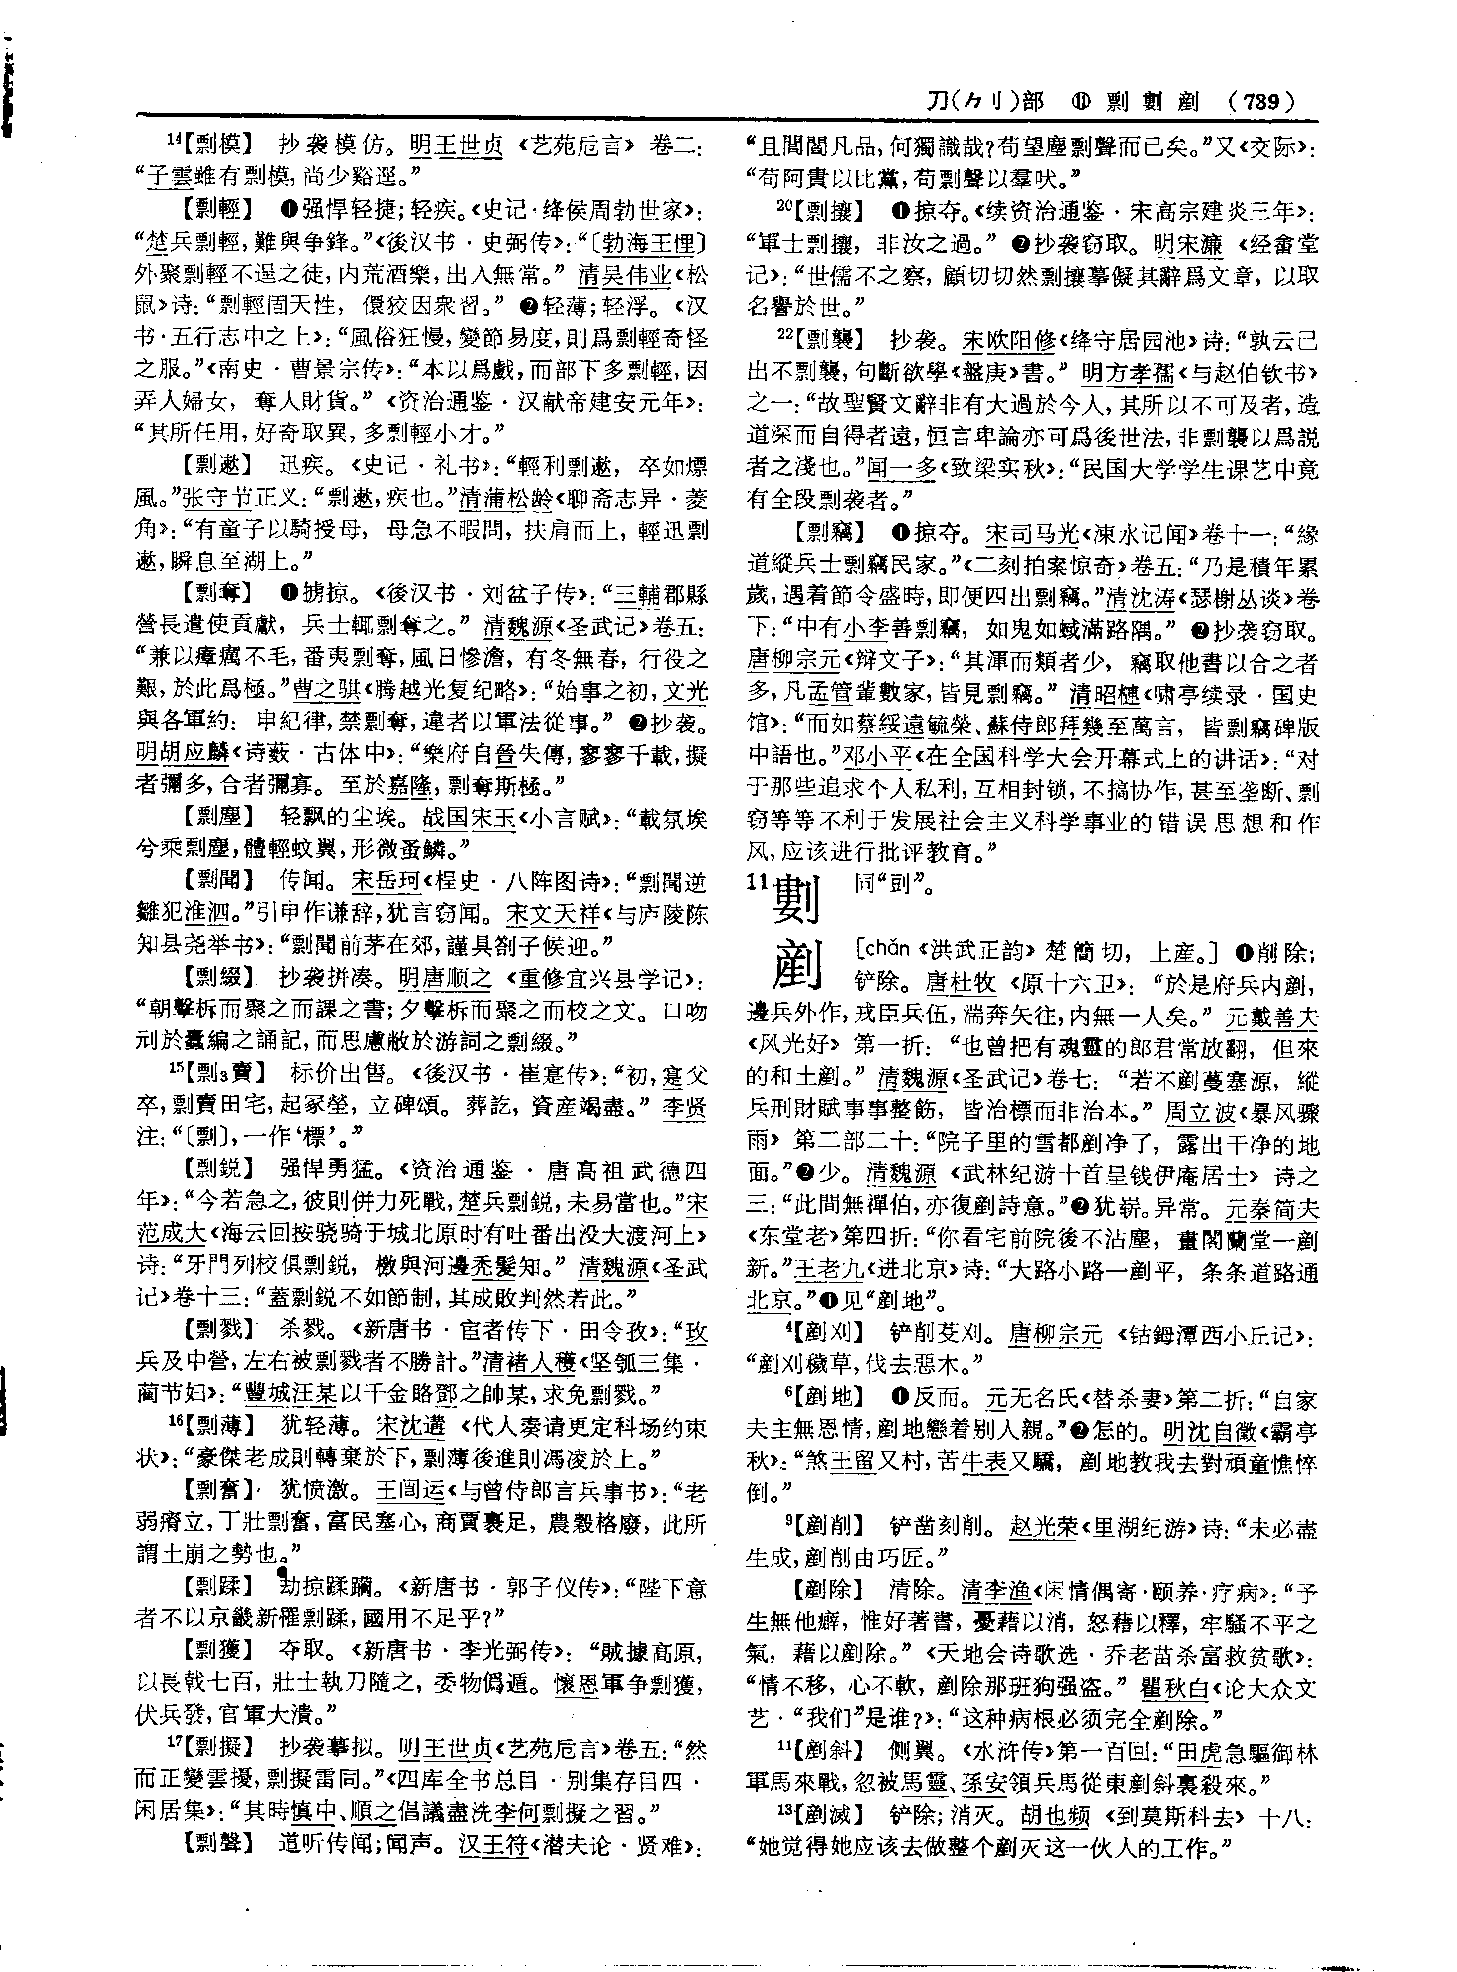 刀(⺈刂)部　⑪　剽剿剷　(739)
¹⁴【剽模】　抄袭模仿。明王世贞《艺苑卮言》卷二：
“子雲雖有剽模，尚少谿逕。”
【剽輕】　❶强悍轻捷；轻疾。《史记·绛侯周勃世家》：
“楚兵剽輕，難與争鋒。”《後汉书·史弼传》：“〔勃海王悝〕
外聚剽輕不逞之徒，内荒酒樂，出入無常。”清吴伟业《松
鼠》诗：“剽輕固天性，儇狡因衆習。”❷轻薄；轻浮。《汉
书·五行志中之上》：“風俗狂慢，變節易度，則爲剽輕奇怪
之服。”《南史·曹景宗传》：“本以爲戲，而部下多剽輕，因
弄人婦女，奪人財貨。”《资治通鉴·汉献帝建安元年》：
“其所任用，好奇取異，多剽輕小才。”
【剽遬】　迅疾。《史记·礼书》：“輕利剽遬，卒如熛
風。”张守节正义：“剽遬，疾也。”清蒲松龄《聊斋志异·菱
角》：“有童子以騎授母，母急不暇問，扶肩而上，輕迅剽
遬，瞬息至湖上。”
【剽奪】　❶掳掠。《後汉书·刘盆子传》：“三輔郡縣
營長遣使貢獻，兵士輒剽奪之。”清魏源《圣武记》卷五：
“兼以瘴癘不毛，番夷剽奪，風日慘澹，有冬無春，行役之
艱，於此爲極。”曹之骐《腾越光复纪略》：“始事之初，文光
與各軍約：申紀律，禁剽奪，違者以軍法從事。”❷抄袭。
明胡应麟《诗薮·古体中》：“樂府自晉失傳，寥寥千載，擬
者彌多，合者彌寡。至於嘉隆，剽奪斯極。”
【剽塵】　轻飘的尘埃。战国宋玉《小言赋》：“載氛埃
兮乘剽塵，體輕蚊翼，形微蚤鱗。”
【剽聞】　传闻。宋岳珂《桯史·八阵图诗》：“剽聞逆
雛犯淮泗。”引申作谦辞，犹言窃闻。宋文天祥《与庐陵陈
知县尧举书》：“剽聞前茅在郊，謹具劄子候迎。”
【剽綴】　抄袭拼凑。明唐顺之《重修宜兴县学记》：
“朝擊柝而聚之而課之書；夕擊柝而聚之而校之文。口吻
刓於蠹編之誦記，而思慮敝於游詞之剽綴。”
¹⁵【剽₃賣】　标价出售。《後汉书·崔寔传》：“初，寔父
卒，剽賣田宅，起冢塋，立碑頌。葬訖，資産竭盡。”李贤
注：“〔剽〕，一作‘標’。”
【剽鋭】　强悍勇猛。《资治通鉴·唐高祖武德四
年》：“今若急之，彼則併力死戰，楚兵剽鋭，未易當也。”宋
范成大《海云回按骁骑于城北原时有吐番出没大渡河上》
诗：“牙門列校俱剽鋭，檄與河邊秃髮知。”清魏源《圣武
记》卷十三：“蓋剽鋭不如節制，其成敗判然若此。”
【剽戮】　杀戮。《新唐书·宦者传下·田令孜》：“玫
兵及中營，左右被剽戮者不勝計。”清褚人穫《坚瓠三集·
蔺节妇》：“豐城汪某以千金賂鄧之帥某，求免剽戮。”
¹⁶【剽薄】　犹轻薄。宋沈遘《代人奏请更定科场约束
状》：“豪傑老成則轉棄於下，剽薄後進則馮凌於上。”
【剽奮】　犹愤激。王闿运《与曾侍郎言兵事书》：“老
弱瘠立，丁壯剽奮，富民塞心，商賈裹足，農穀格廢，此所
謂土崩之勢也。”
【剽蹂】　劫掠蹂躏。《新唐书·郭子仪传》：“陛下意
者不以京畿新罹剽蹂，國用不足乎？”
【剽獲】　夺取。《新唐书·李光弼传》：“賊據高原，
以長戟七百，壯士執刀隨之，委物僞遁。懷恩軍争剽獲，
伏兵發，官軍大潰。”
¹⁷【剽擬】　抄袭摹拟。明王世贞《艺苑卮言》卷五：“然
而正變雲擾，剽擬雷同。”《四库全书总目·别集存目四·
闲居集》：“其時慎中、順之倡議盡洗李何剽擬之習。”
【剽聲】　道听传闻；闻声。汉王符《潜夫论·贤难》：
“且閭閻凡品，何獨識哉？苟望塵剽聲而已矣。”又《交际》：
“苟阿貴以比黨，苟剽聲以羣吠。”
²⁰【剽攘】　❶掠夺。《续资治通鉴·宋高宗建炎三年》：
“軍士剽攘，非汝之過。”❷抄袭窃取。明宋濂《经畬堂
记》：“世儒不之察，顧切切然剽攘摹儗其辭爲文章，以取
名譽於世。”
²²【剽襲】　抄袭。宋欧阳修《绛守居园池》诗：“孰云已
出不剽襲，句斷欲學《盤庚》書。”明方孝孺《与赵伯钦书》
之一：“故聖賢文辭非有大過於今人，其所以不可及者，造
道深而自得者遠，恒言卑論亦可爲後世法，非剽襲以爲説
者之淺也。”闻一多《致梁实秋》：“民国大学学生课艺中竟
有全段剽袭者。”
【剽竊】　❶掠夺。宋司马光《涑水记闻》卷十一：“緣
道縱兵士剽竊民家。”《二刻拍案惊奇》卷五：“乃是積年累
歲，遇着節令盛時，即便四出剽竊。”清沈涛《瑟榭丛谈》卷
下：“中有小李善剽竊，如鬼如蜮滿路隅。”❷抄袭窃取。
唐柳宗元《辩文子》：“其渾而類者少，竊取他書以合之者
多，凡孟管輩數家，皆見剽竊。”清昭槤《啸亭续录·国史
馆》：“而如蔡綏遠毓榮、蘇侍郎拜幾至萬言，皆剽竊碑版
中語也。”邓小平《在全国科学大会开幕式上的讲话》：“对
于那些追求个人私利，互相封锁，不搞协作，甚至垄断、剽
窃等等不利于发展社会主义科学事业的错误思想和作
风，应该进行批评教育。”
11 同“剅”。
剷　[chǎn《洪武正韵》楚簡切，上産。]❶削除；
铲除。唐杜牧《原十六卫》：“於是府兵内剷，
邊兵外作，戎臣兵伍，湍奔矢往，内無一人矣。”元戴善夫
《风光好》第一折：“也曾把有魂靈的郎君常放翻，但來
的和土剷。”清魏源《圣武记》卷七：“若不剷蔓塞源，縱
兵刑財賦事事整飭，皆治標而非治本。”周立波《暴风骤
雨》第二部二十：“院子里的雪都剷净了，露出干净的地
面。”❷少。清魏源《武林纪游十首呈钱伊庵居士》诗之
三：“此間無禪伯，亦復剷詩意。”❷犹崭。异常。元秦简夫
《东堂老》第四折：“你看宅前院後不沾塵，畫閣蘭堂一剷
新。”王老九《进北京》诗：“大路小路一剷平，条条道路通
北京。”❶见“剷地”。
⁴【剷刈】　铲削芟刈。唐柳宗元《钴鉧潭西小丘记》：
“剷刈穢草，伐去惡木。”
⁶【剷地】　❶反而。元无名氏《替杀妻》第二折：“自家
夫主無恩情，剷地戀着别人親。”❷怎的。明沈自徵《霸亭
秋》：“煞王留又村，苦牛表又驕，剷地教我去對頑童憔悴
倒。”
⁹【剷削】　铲凿刻削。赵光荣《里湖纪游》诗：“未必盡
生成，剷削由巧匠。”
【剷除】　清除。清李渔《闲情偶寄·颐养·疗病》：“予
生無他癖，惟好著書，憂藉以消，怒藉以釋，牢騷不平之
氣，藉以剷除。”《天地会诗歌选·乔老苗杀富救贫歌》：
“情不移，心不軟，剷除那班狗强盗。”瞿秋白《论大众文
艺·“我们”是谁？》：“这种病根必须完全剷除。”
¹¹【剷斜】　侧翼。《水浒传》第一百回：“田虎急驅御林
軍馬來戰，忽被馬靈、孫安領兵馬從東剷斜裏殺來。”
¹³【剷滅】　铲除；消灭。胡也频《到莫斯科去》十八：
“她觉得她应该去做整个剷灭这一伙人的工作。”